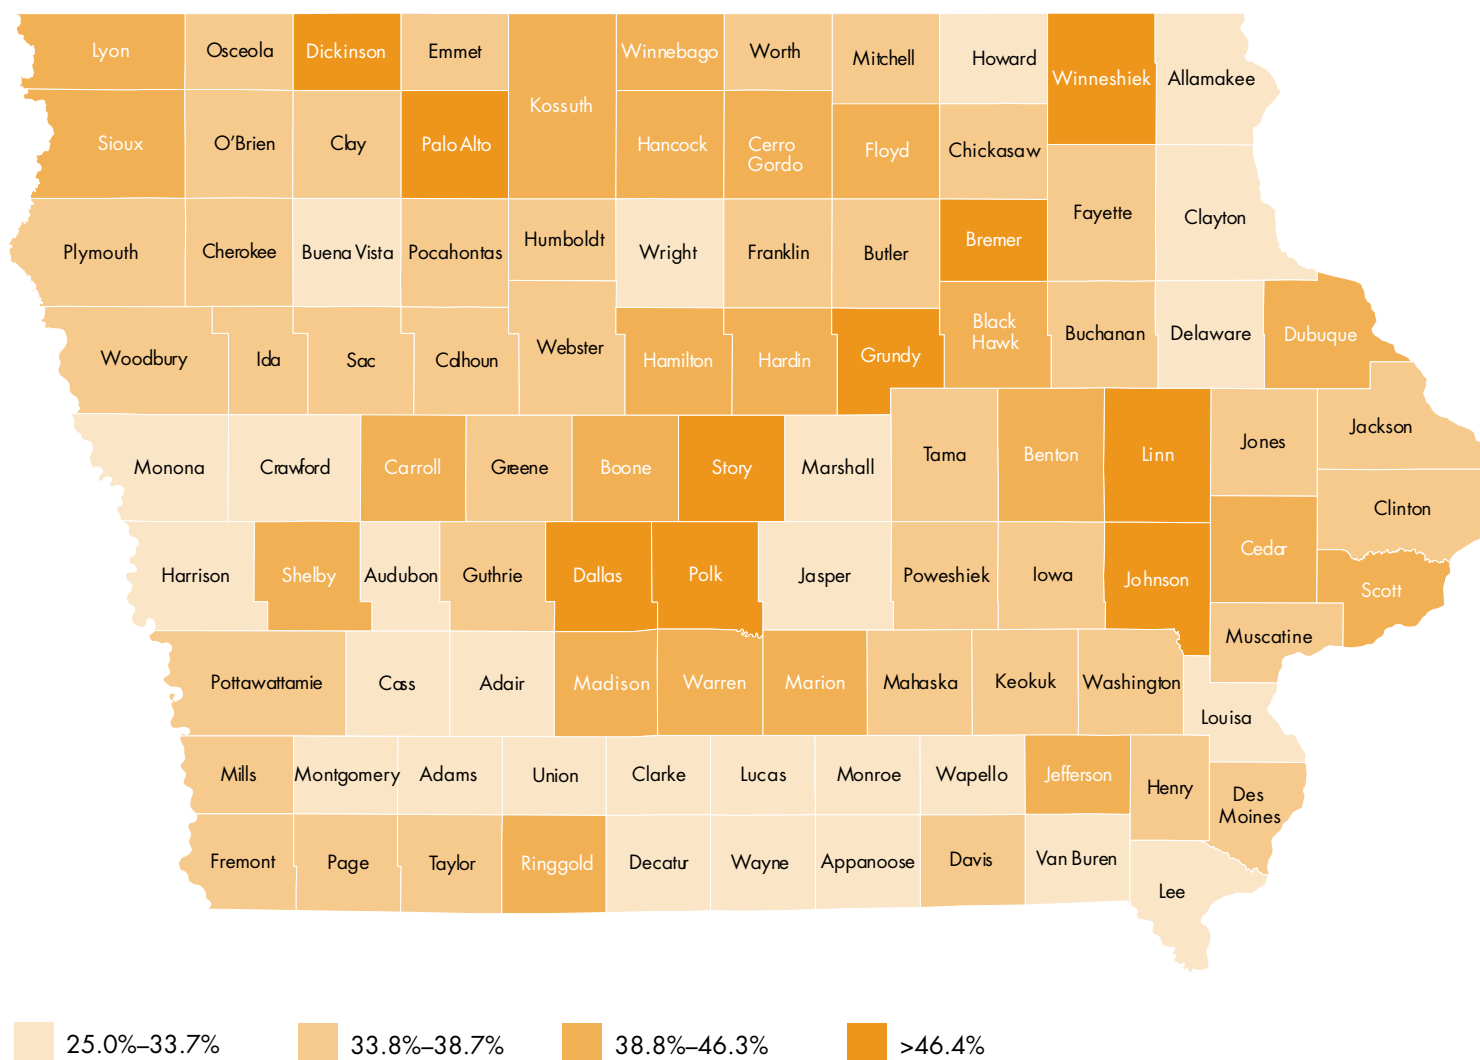 Lyon
Osceola
Dickinson
Emmet
Kossuth
Winnebago
Worth
Mitchell
Howard
Winneshiek
Allamakee
Sioux
O'Brien
Clay
Palo Alto
Hancock
Cerro
Gordo
Floyd
Chickasaw
Plymouth
Cherokee
Buena Vista
Pocahontas
Humboldt
Wright
Franklin
Butler
Bremer
Fayette
Clayton
Woodbury
Ida
Sac
Calhoun
Webster
Hamilton
Hardin
Grundy
Black
Hawk
Buchanan
Delaware
Dubuque
Monona
Crawford
Carroll
Greene
Boone
Story
Marshall
Tama
Benton
Linn
Jones
Jackson
Clinton
Harrison
Shelby
Audubon
Guthrie
Dallas
Polk
Jasper
Poweshiek
Iowa
Johnson
Cedar
Scott
Muscatine
Pottawattamie
Cass
Adair
Madison
Warren
Marion
Mahaska
Keokuk
Washington
Louisa
Mills
Montgomery
Adams
Union
Clarke
Lucas
Monroe
Wapello
Jefferson
Henry
Des
Moines
Fremont
Page
Taylor
Ringgold
Decatur
Wayne
Appanoose
Davis
Van Buren
Lee
25.0%–33.7%
33.8%–38.7%
38.8%–46.3%
>46.4%